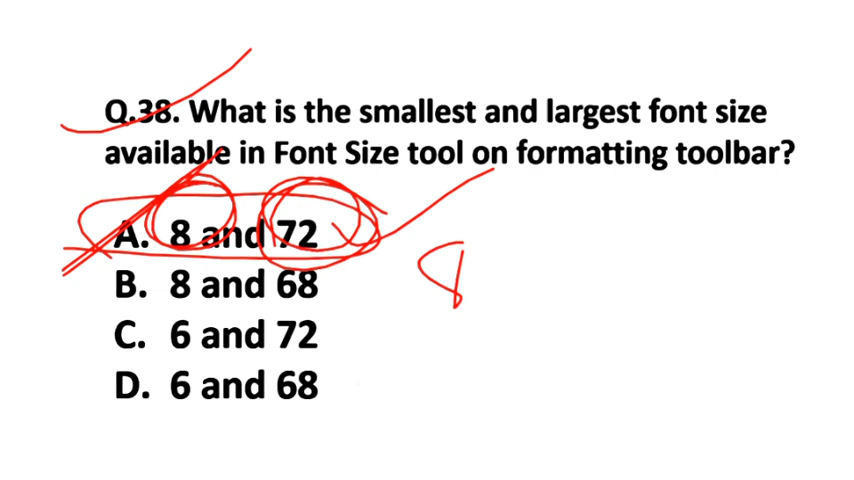 Q.38. What is the smallest and largest font size
available in Font Size tool on formatting toolbar?
A. 8 and 72
B. 8 and 68
C. 6 and 72
D. 6 and 68
8